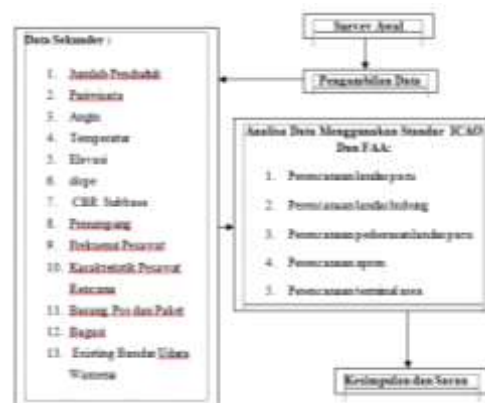 Survey Awal
Pengambilan Data
Data Sekunder :
1. Jumlah Penduduk
2. Pariwisata
3. Angin
4. Temperatur
5. Elevasi
6. slope
7. CBR Subbase
8. Penumpang
9. Frekuensi Pesawat
10. Karakteristik Pesawat
Rencana
11. Barang, Pos dan Paket
12. Bagasi
13. Existing Bandar Udara
Wamena
Analisa Data Menggunakan Standar ICAO
Dan FAA:
1. Perencanaan landas pacu
2. Perencanaan landas hubung
3. Perencanaan perkerasan landas pacu
4. Perencanaan apron
5. Perencanaan terminal area
Kesimpulan dan Saran